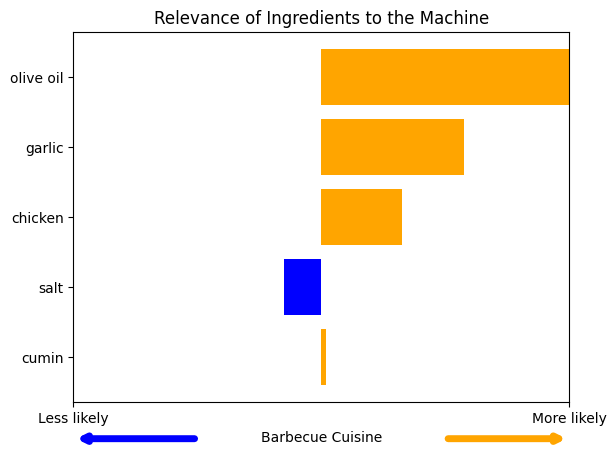 Relevance of Ingredients to the Machine
olive oil
garlic
chicken
salt
cumin
Less likely
More likely
Barbecue Cuisine